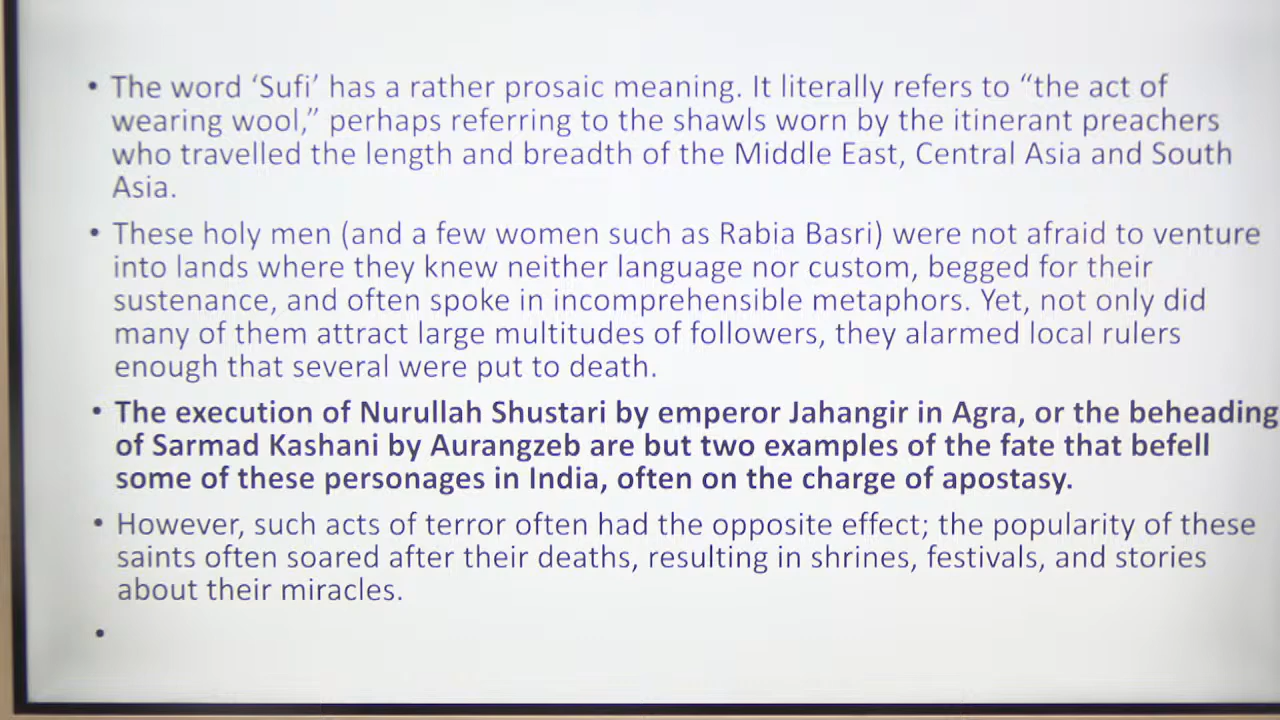 • The word ‘Sufi’ has a rather prosaic meaning. It literally refers to “the act of
wearing wool,” perhaps referring to the shawls worn by the itinerant preachers
who travelled the length and breadth of the Middle East, Central Asia and South
Asia.
• These holy men (and a few women such as Rabia Basri) were not afraid to venture
into lands where they knew neither language nor custom, begged for their
sustenance, and often spoke in incomprehensible metaphors. Yet, not only did
many of them attract large multitudes of followers, they alarmed local rulers
enough that several were put to death.
• The execution of Nurullah Shustari by emperor Jahangir in Agra, or the beheading
of Sarmad Kashani by Aurangzeb are but two examples of the fate that befell
some of these personages in India, often on the charge of apostasy.
• However, such acts of terror often had the opposite effect; the popularity of these
saints often soared after their deaths, resulting in shrines, festivals, and stories
about their miracles.
•